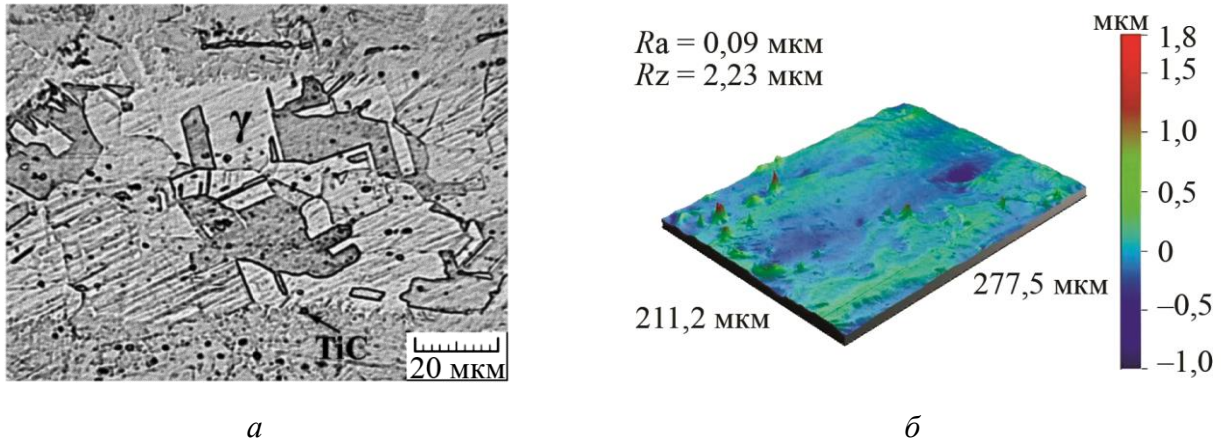 γ
TiC
20 мкм
Ra = 0,09 мкм
Rz = 2,23 мкм
211,2 мкм
277,5 мкм
мкм
1,8
1,5
1,0
0,5
0
–0,5
–1,0
а
б